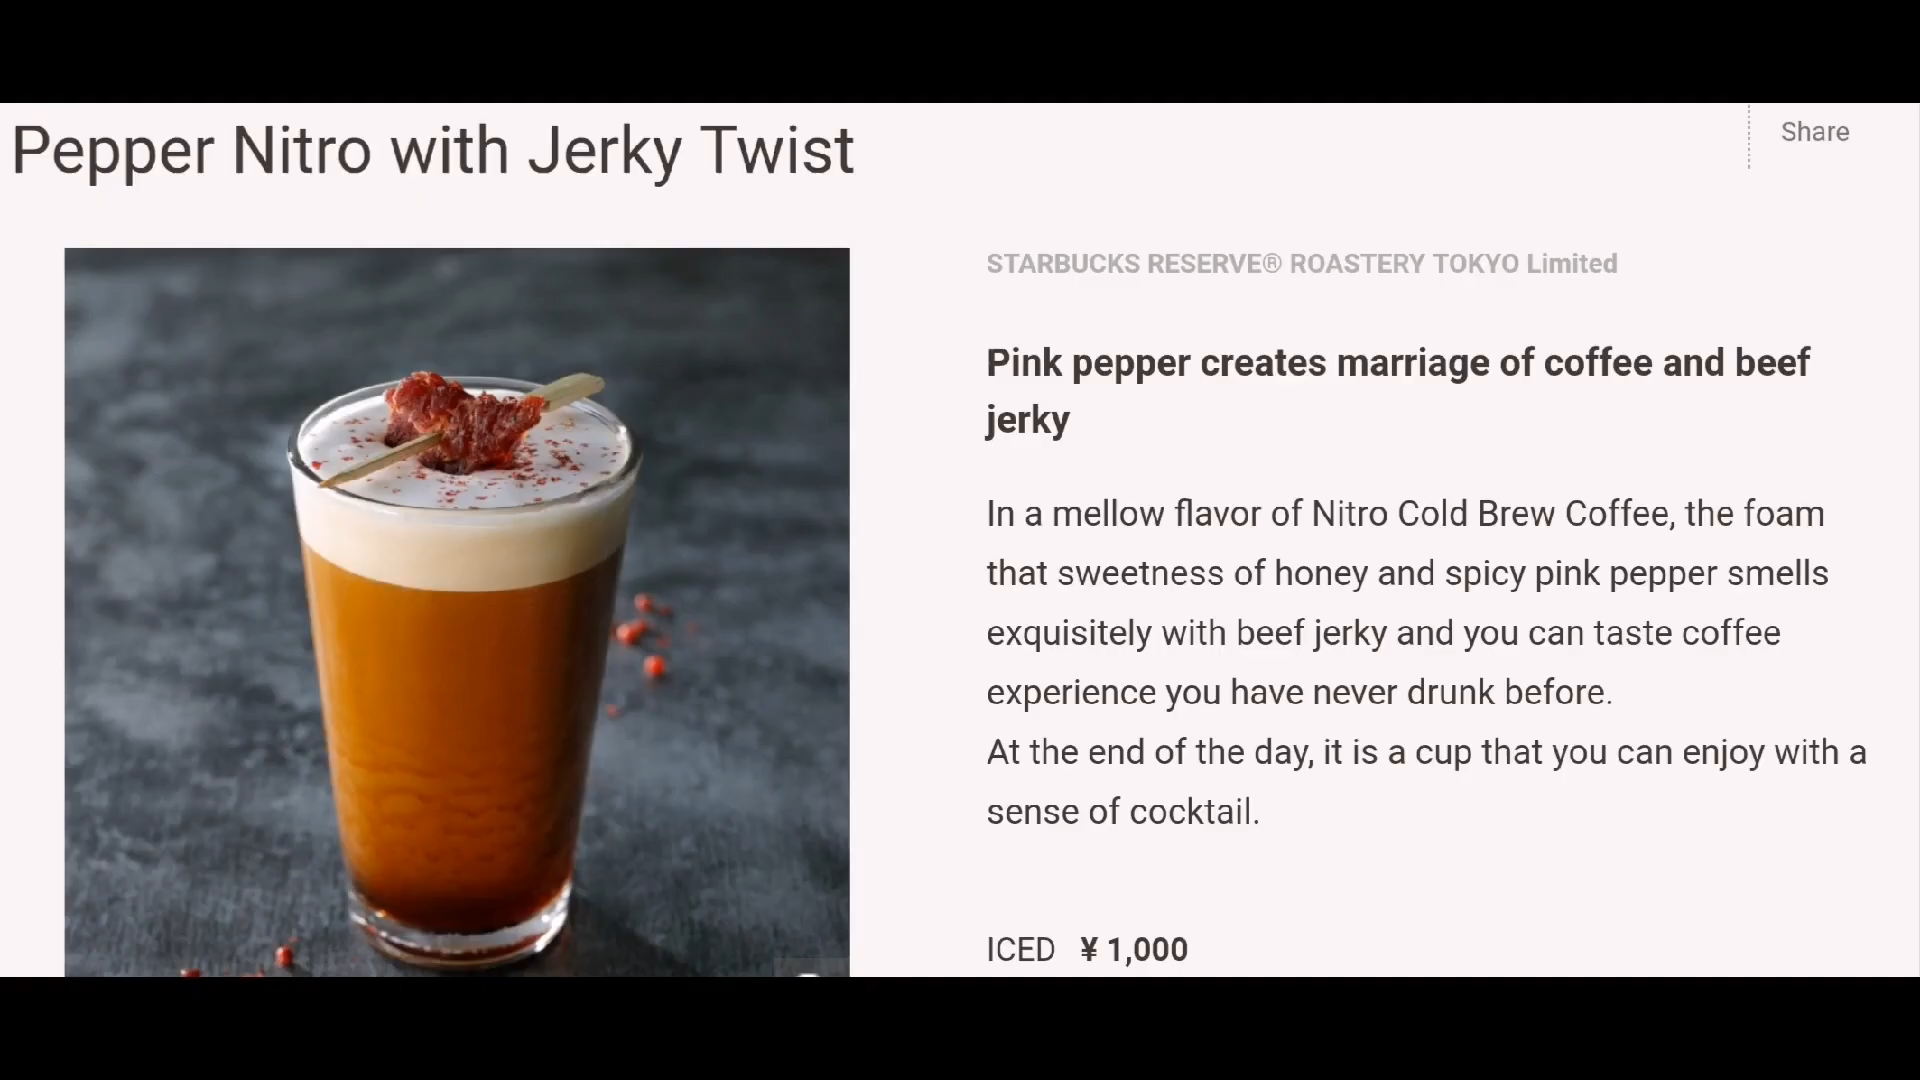 Pepper Nitro with Jerky Twist
Share
STARBUCKS RESERVE® ROASTERY TOKYO Limited
Pink pepper creates marriage of coffee and beef
jerky
In a mellow flavor of Nitro Cold Brew Coffee, the foam
that sweetness of honey and spicy pink pepper smells
exquisitely with beef jerky and you can taste coffee
experience you have never drunk before.
At the end of the day, it is a cup that you can enjoy with a
sense of cocktail.
ICED ¥ 1,000